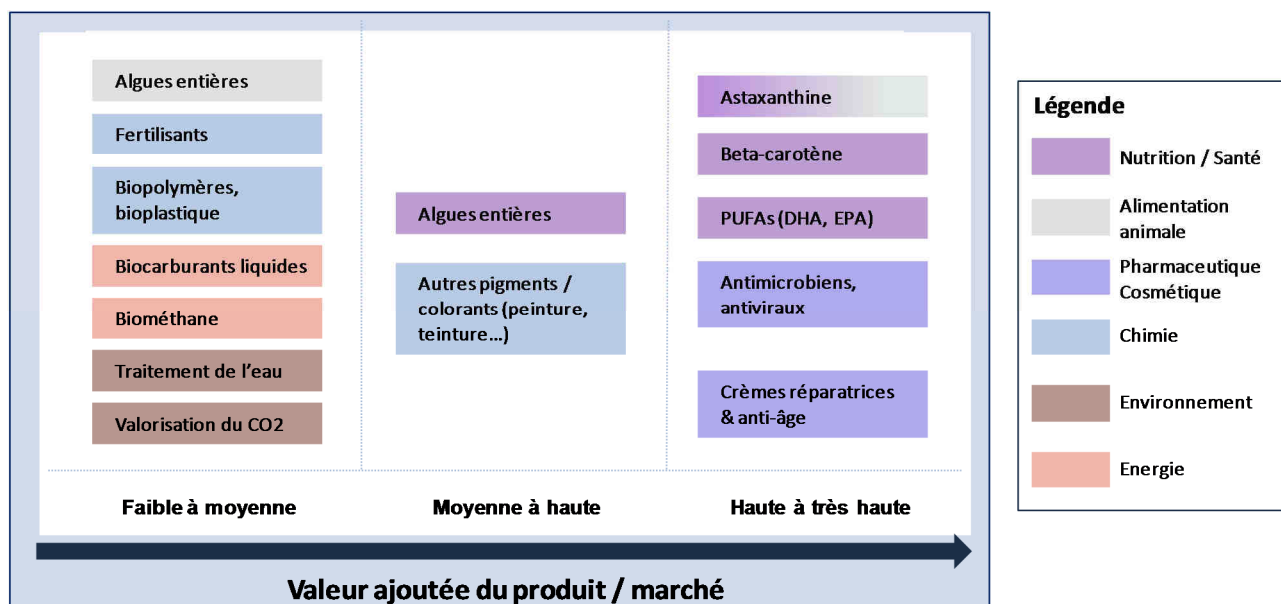 Algues entières
Fertilisants
Biopolymères,
bioplastique
Biocarburants liquides
Biométhane
Traitement de l'eau
Valorisation du CO2
Faible à moyenne
Algues entières
Autres pigments /
colorants (peinture,
teinture...)
Moyenne à haute
Astaxanthine
Beta-carotène
PUFAs (DHA, EPA)
Antimicrobiens,
antiviraux
Crèmes réparatrices
& anti-âge
Haute à très haute
Valeur ajoutée du produit / marché
Légende
Nutrition / Santé
Alimentation
animale
Pharmaceutique
Cosmétique
Chimie
Environnement
Energie